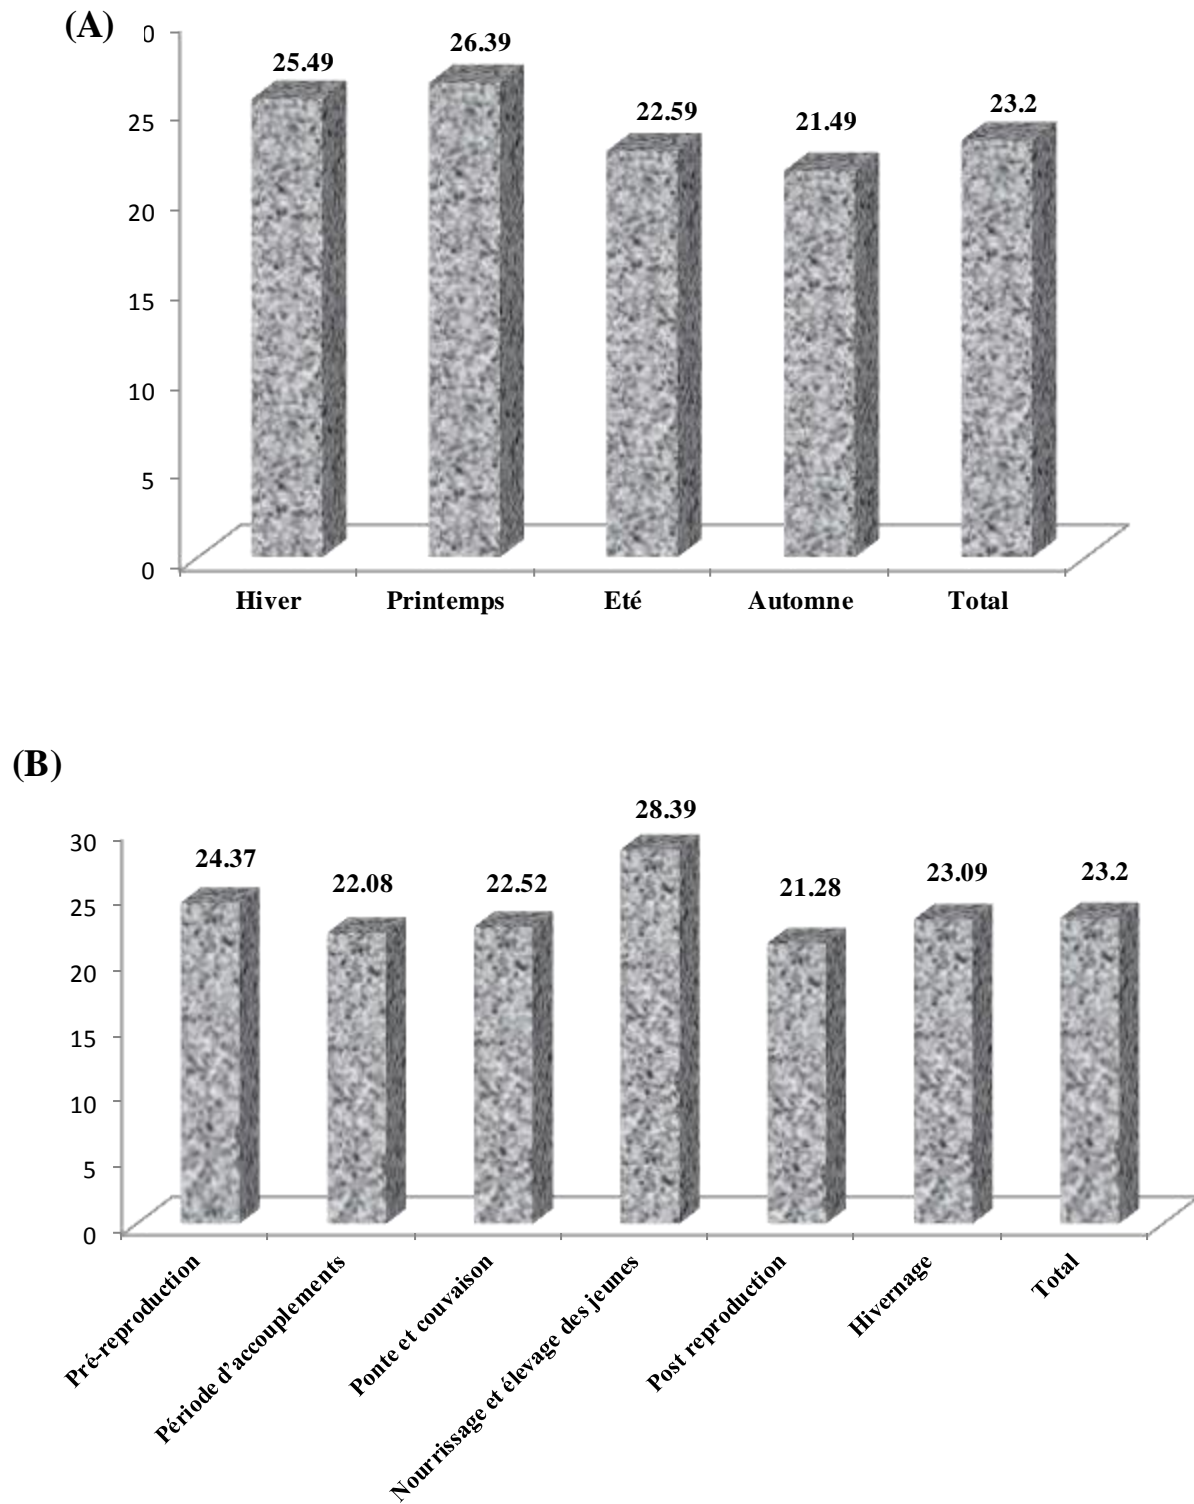 (A)
0
25
20
15
10
5
0
25.49
26.39
22.59
21.49
23.2
Hiver
Printemps
Eté
Automne
Total
(B)
30
25
20
15
10
5
0
24.37
22.08
22.52
28.39
21.28
23.09
23.2
Pré-reproduction
Période d’accouplements
Ponte et couvaison
Nourrissage et élevage des jeunes
Post reproduction
Hivernage
Total